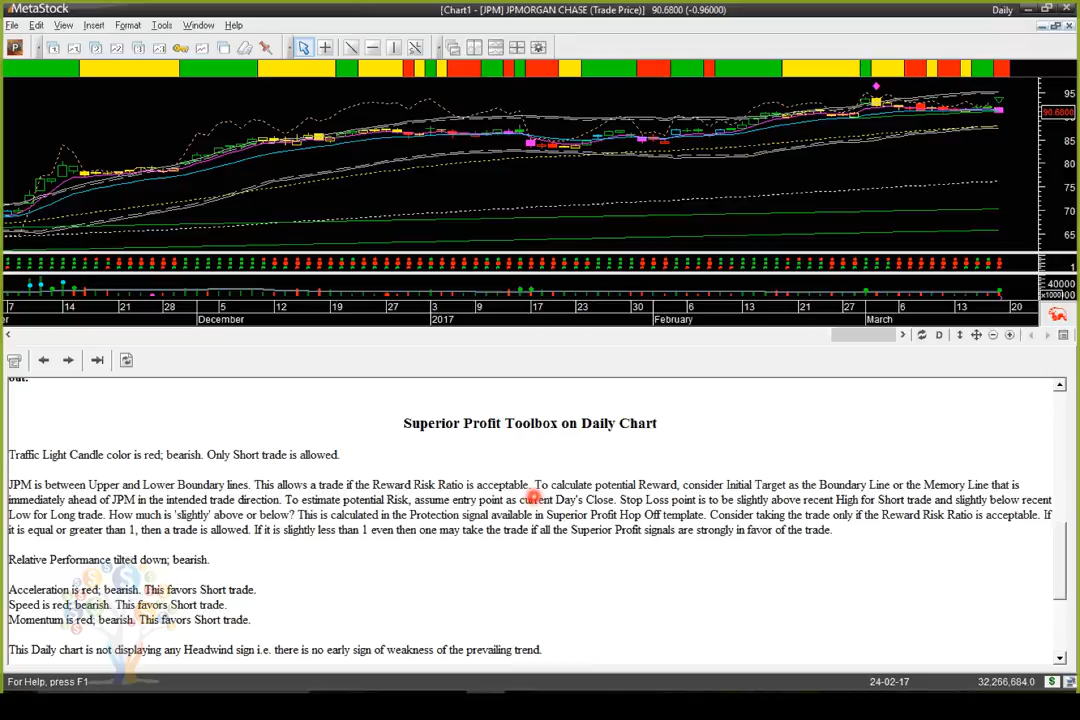 MetaStock
[Chart1 - [JPM] JPMORGAN CHASE (Trade Price)] 90.6800 (-0.96000)
Daily
File Edit View Insert Format Tools Window Help
P
95
90.6800
85
80
75
70
65
1
40000
x1000
7 14 21 28 5 12 19 27 3 9 17 23 30 6 13 21 27 6 13 20
er December 2017 February March
D
out.
Superior Profit Toolbox on Daily Chart
Traffic Light Candle color is red; bearish. Only Short trade is allowed.
JPM is between Upper and Lower Boundary lines. This allows a trade if the Reward Risk Ratio is acceptable. To calculate potential Reward, consider Initial Target as the Boundary Line or the Memory Line that is
immediately ahead of JPM in the intended trade direction. To estimate potential Risk, assume entry point as current Day's Close. Stop Loss point is to be slightly above recent High for Short trade and slightly below recent
Low for Long trade. How much is 'slightly' above or below? This is calculated in the Protection signal available in Superior Profit Hop Off template. Consider taking the trade only if the Reward Risk Ratio is acceptable. If
it is equal or greater than 1, then a trade is allowed. If it is slightly less than 1 even then one may take the trade if all the Superior Profit signals are strongly in favor of the trade.
Relative Performance tilted down; bearish.
Acceleration is red; bearish. This favors Short trade.
Speed is red; bearish. This favors Short trade.
Momentum is red; bearish. This favors Short trade.
This Daily chart is not displaying any Headwind sign i.e. there is no early sign of weakness of the prevailing trend.
For Help, press F1
24-02-17 32,266,684.0